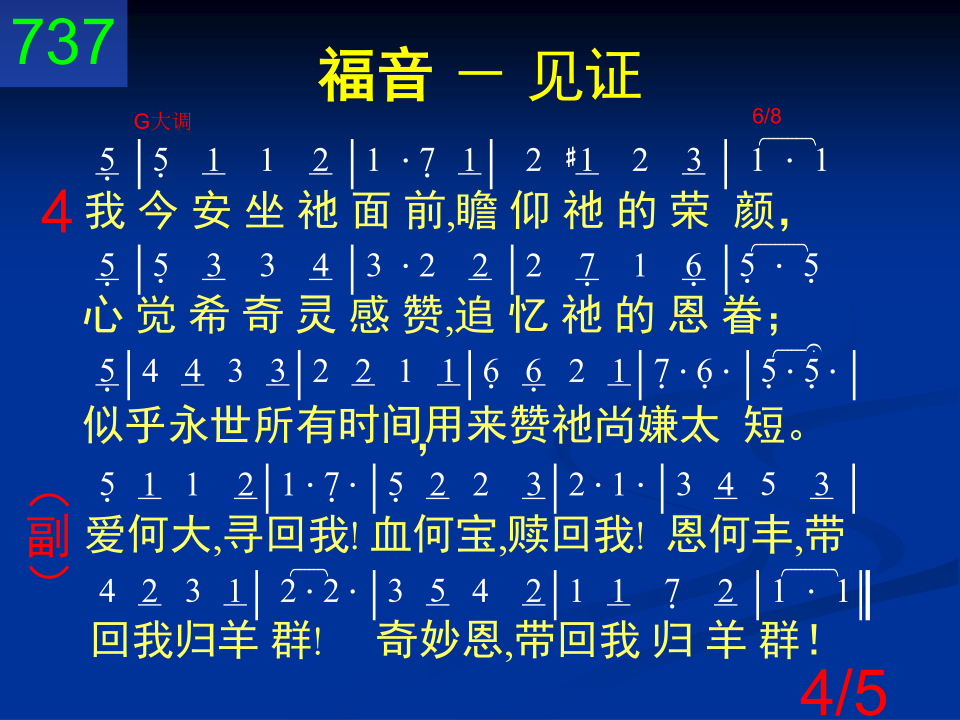 737
福音 － 见证
G大调 6/8
5̣ | 5̣ 1 1 2 | 1 · 7̣ 1 | 2 ♯1 2 3 | 1 · 1
4 我今安坐祂面前,瞻仰祂的荣 颜，
5̣ | 5̣ 3 3 4 | 3 · 2 2 | 2 7̣ 1 6̣ | 5̣ · 5̣
心觉希奇灵感赞,追忆祂的恩眷；
5̣ | 4 4 3 3 | 2 2 1 1 | 6̣ 6̣ 2 1 | 7̣ · 6̣ · | 5̣ · 5̣ · |
似乎永世所有时间，用来赞祂尚嫌太 短。
5̣ 1 1 2 | 1 · 7̣ · | 5̣ 2 2 3 | 2 · 1 · | 3 4 5 3 |
（副） 爱何大,寻回我! 血何宝,赎回我! 恩何丰,带
4 2 3 1 | 2 · 2 · | 3 5 4 2 | 1 1 7̣ 2 | 1 · 1 ‖
回我归羊群! 奇妙恩,带回我归羊群！
4/5